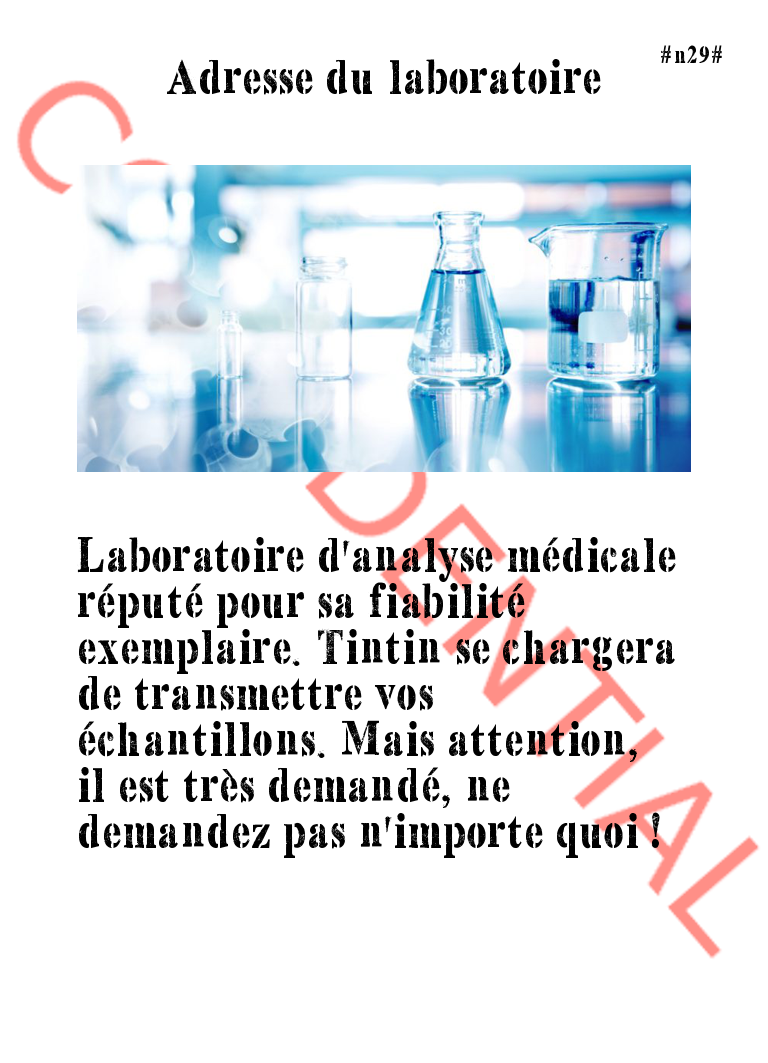 #n29#
Adresse du laboratoire
CONFIDENTIAL
Laboratoire d'analyse médicale
réputé pour sa fiabilité
exemplaire. Tintin se chargera
de transmettre vos
échantillons. Mais attention,
il est très demandé, ne
demandez pas n'importe quoi !